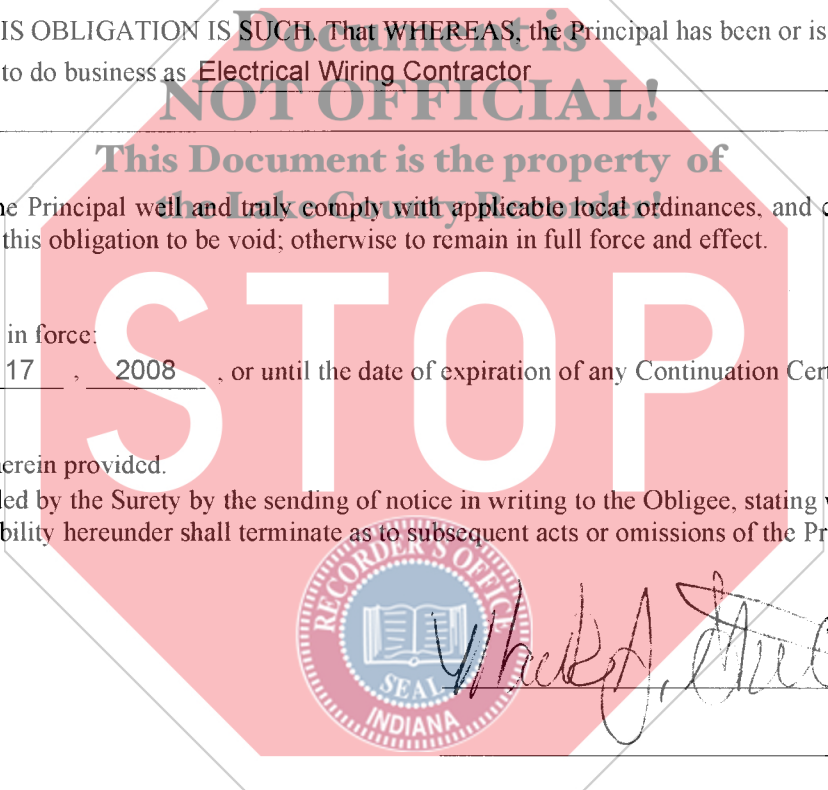 IS OBLIGATION IS SUCH, That WHEREAS, the Principal has been or is
Document is
to do business as Electrical Wiring Contractor
NOT OFFICIAL!
This Document is the property of
the Lake County Recorder!
e Principal well and truly comply with applicable local ordinances, and c
this obligation to be void; otherwise to remain in full force and effect.
in force:
17 , 2008 , or until the date of expiration of any Continuation Cert
STOP
erein provided.
led by the Surety by the sending of notice in writing to the Obligee, stating w
bility hereunder shall terminate as to subsequent acts or omissions of the Pr
RECORDER'S OFFICE
SEAL
INDIANA